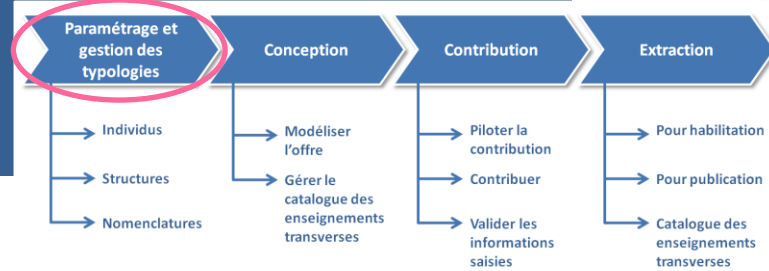 Paramétrage et
gestion des
typologies
Conception
Contribution
Extraction
Individus
Structures
Nomenclatures
Modéliser
l'offre
Gérer le
catalogue des
enseignements
transverses
Piloter la
contribution
Contribuer
Valider les
informations
saisies
Pour habilitation
Pour publication
Catalogue des
enseignements
transverses